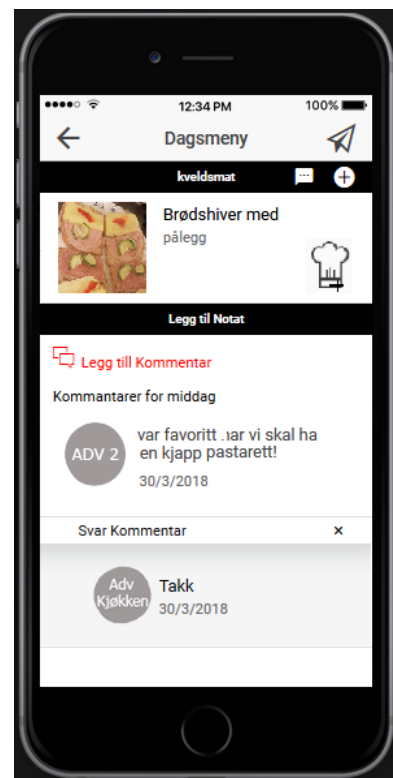 12:34 PM
100%
Dagsmeny
kveldsmat
Brødshiver med
pålegg
Legg til Notat
Legg till Kommentar
Kommantarer for middag
ADV 2
var favoritt vi skal ha
en kjapp pastarett!
30/3/2018
Svar Kommentar ×
Adv
Kjøkken
Takk
30/3/2018